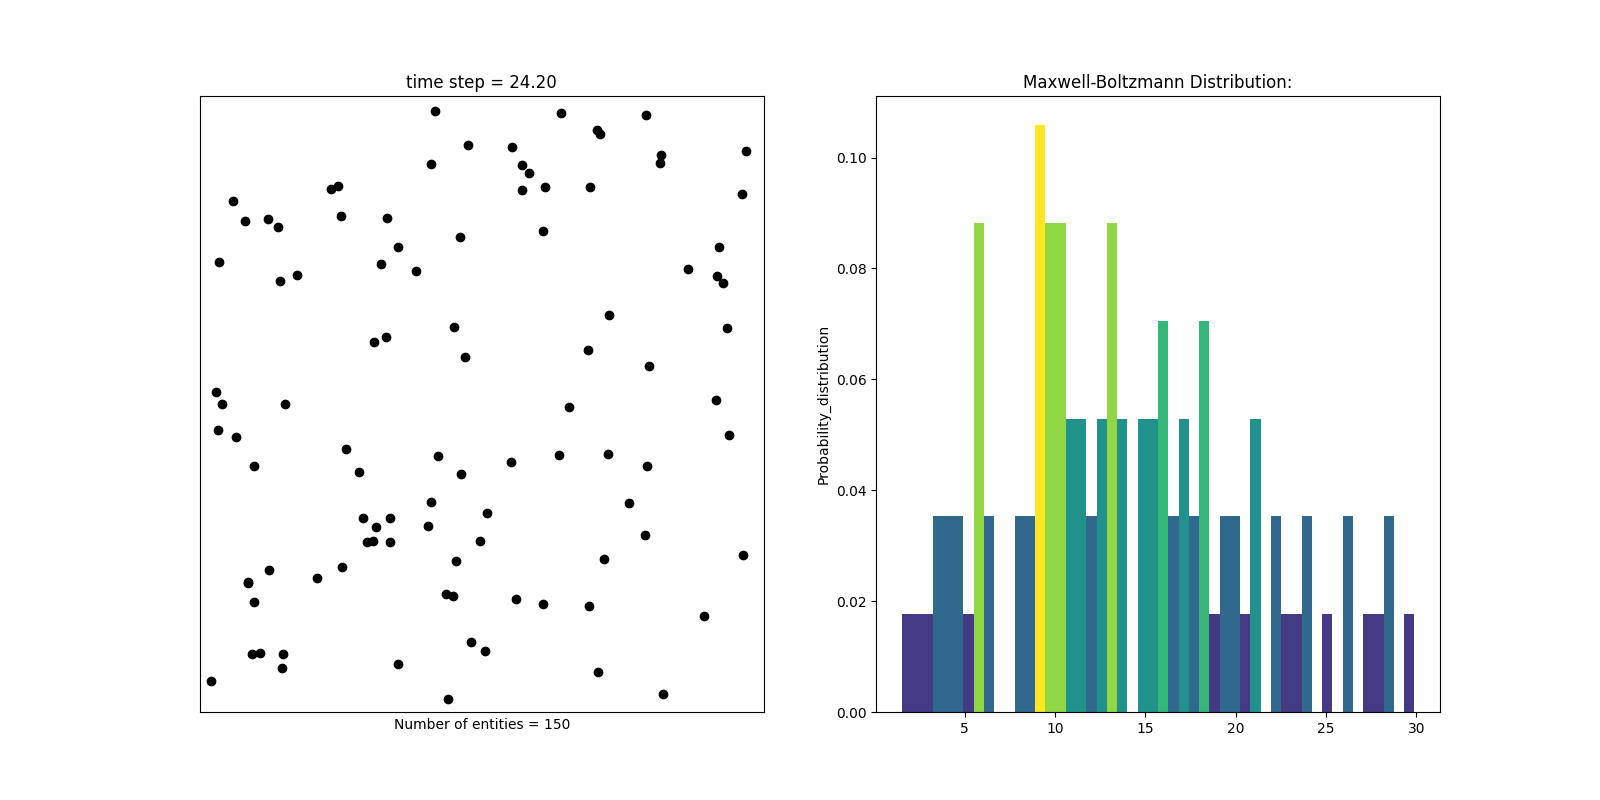 time step = 24.20
Number of entities = 150
Maxwell-Boltzmann Distribution:
Probability_distribution
0.10
0.08
0.06
0.04
0.02
0.00
5 10 15 20 25 30